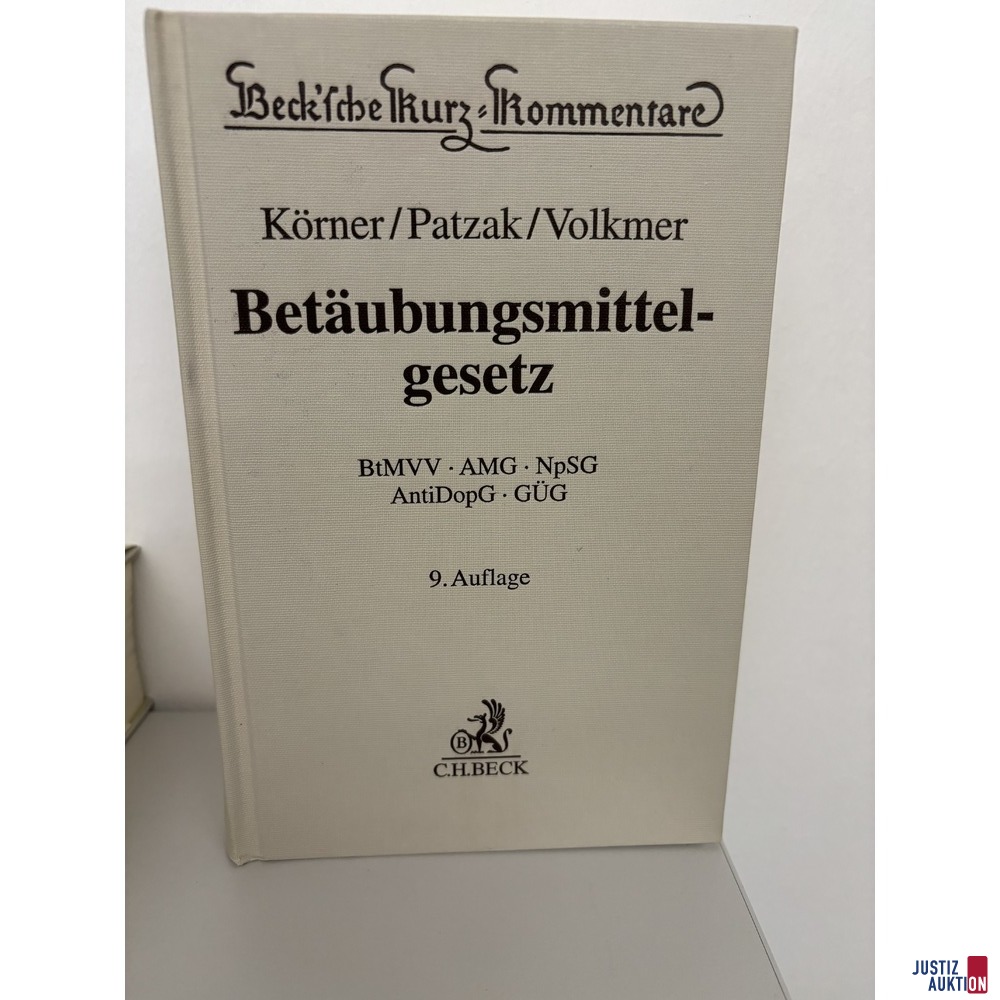 Beck'sche Kurz-Kommentare
Körner/Patzak/Volkmer
Betäubungsmittel-
gesetz
BtMVV · AMG · NpSG
AntiDopG · GÜG
9. Auflage
B
C.H.BECK
JUSTIZ
AUKTION